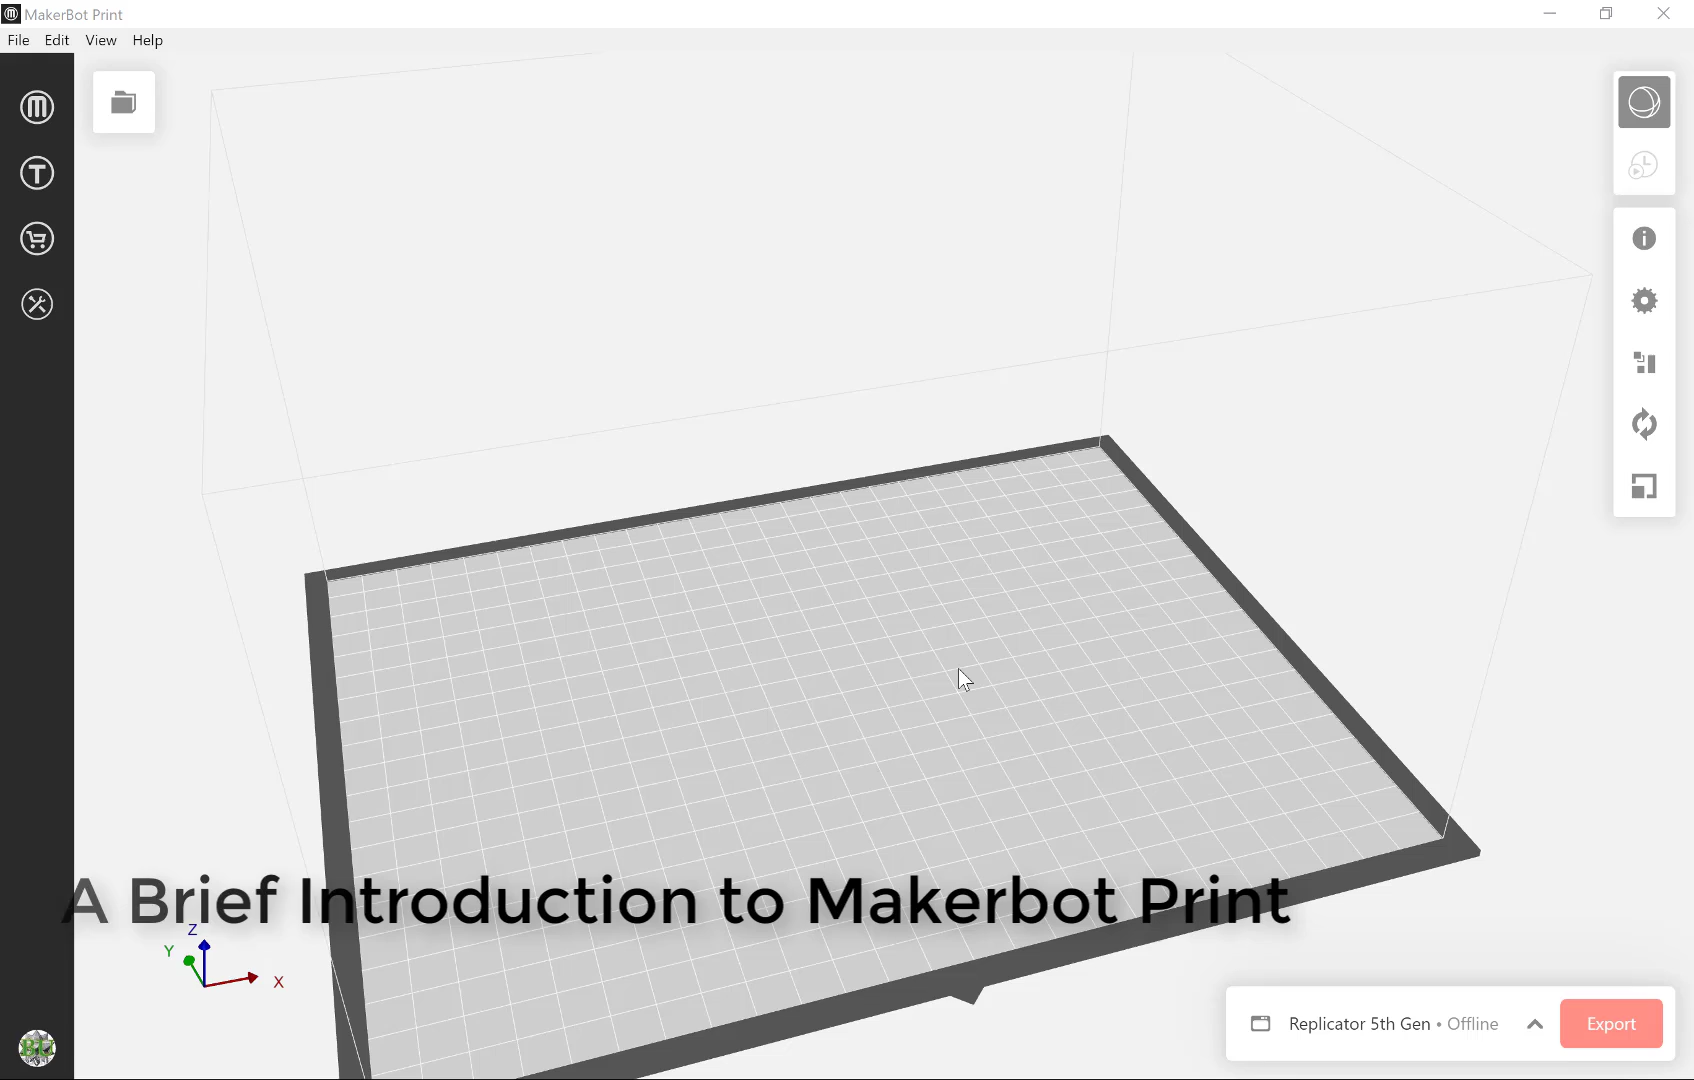 MakerBot Print
File Edit View Help
A Brief Introduction to Makerbot Print
Z
Y
X
Replicator 5th Gen • Offline
Export